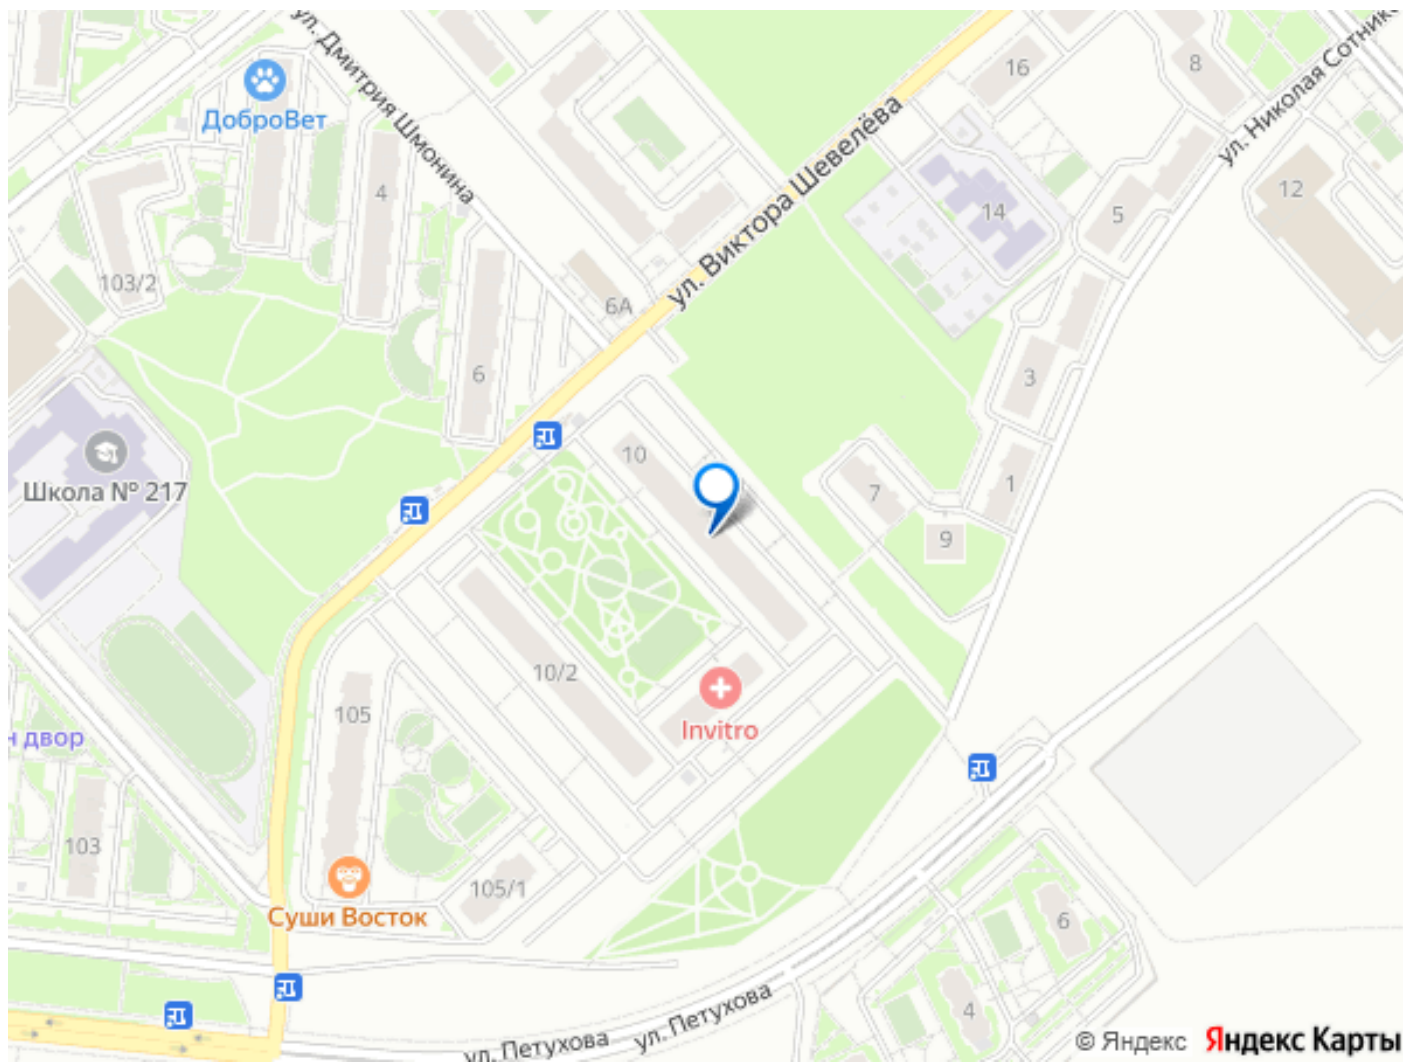 ул. Дмитрия Шмонина
16
8
ул. Николая Сотнико
ДоброВет
4
ул. Виктора Шевелёва
12
14
5
103/2
6А
6
3
10
Школа № 217
7
1
9
10/2
105
Invitro
н двор
103
105/1
Суши Восток
6
4
ул. Петухова
ул. Петухова
© Яндекс
Яндекс Карты